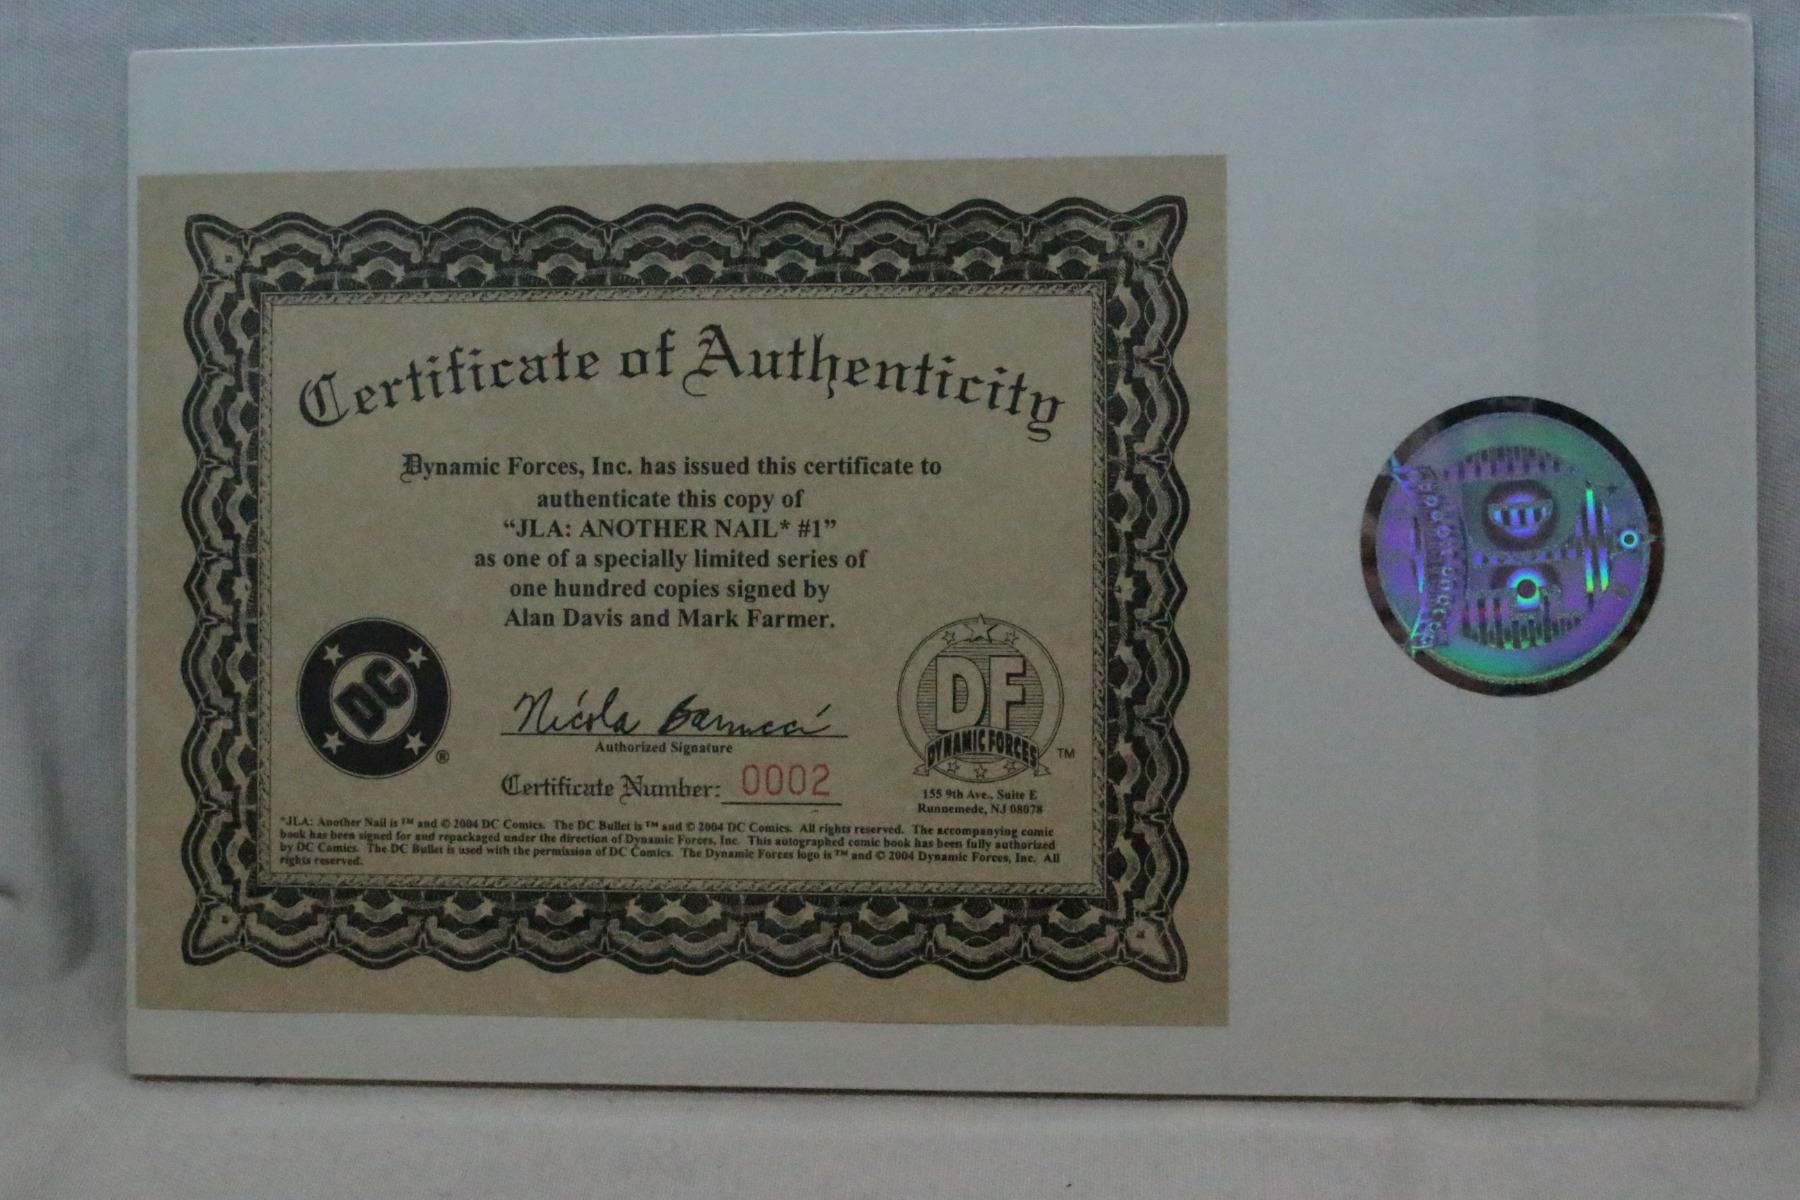 Certificate of Authenticity
Dynamic Forces, Inc. has issued this certificate to
authenticate this copy of
“JLA: ANOTHER NAIL* #1”
as one of a specially limited series of
one hundred copies signed by
Alan Davis and Mark Farmer.
DC
®
Nicola Barrucci
Authorized Signature
Certificate Number: 0002
DF
DYNAMIC FORCES
TM
155 9th Ave., Suite E
Runnemede, NJ 08078
*JLA: Another Nail is ™ and © 2004 DC Comics. The DC Bullet is ™ and © 2004 DC Comics. All rights reserved. The accompanying comic
book has been signed for and repackaged under the direction of Dynamic Forces, Inc. This autographed comic book has been fully authorized
by DC Comics. The DC Bullet is used with the permission of DC Comics. The Dynamic Forces logo is ™ and © 2004 Dynamic Forces, Inc. All
rights reserved.